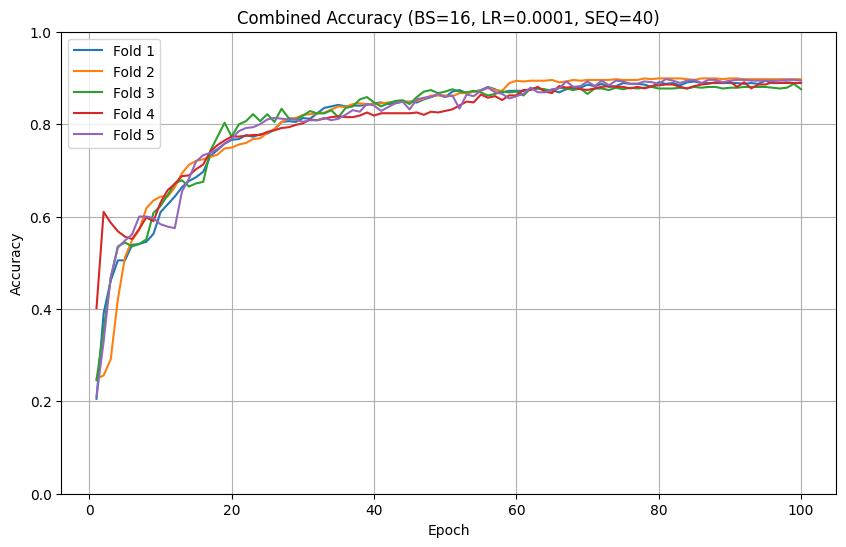 Combined Accuracy (BS=16, LR=0.0001, SEQ=40)
1.0
Fold 1
Fold 2
Fold 3
Fold 4
Fold 5
0.8
0.6
Accuracy
0.4
0.2
0.0
0 20 40 60 80 100
Epoch